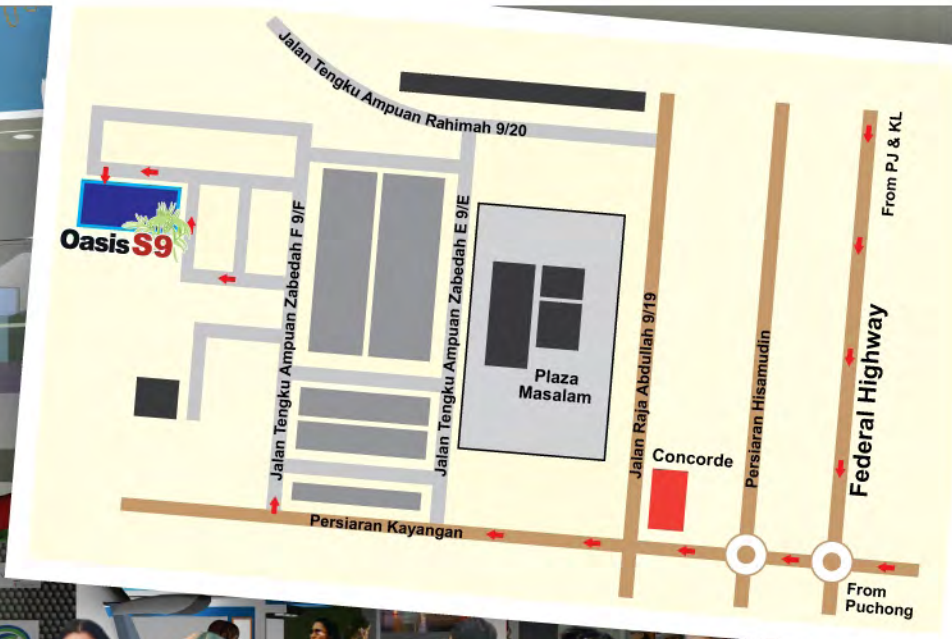 Jalan Tengku Ampuan Rahimah 9/20
From PJ & KL
Oasis S9
Jalan Tengku Ampuan Zabedah F 9/F
Jalan Tengku Ampuan Zabedah E 9/E
Plaza
Masalam
Jalan Raja Abdullah 9/19
Persiaran Hisamudin
Federal Highway
Concorde
Persiaran Kayangan
From
Puchong